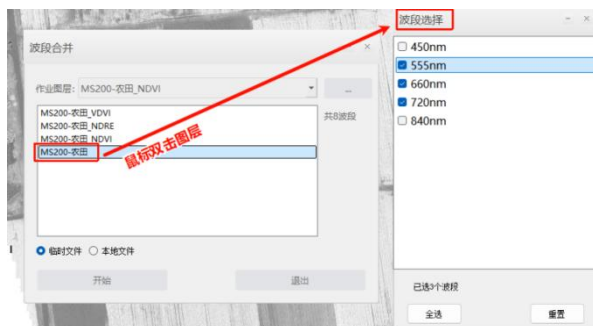 波段合并
作业图层: MS200-农田_NDVI
...
MS200-农田_VDVI
MS200-农田_NDRE
MS200-农田_NDVI
MS200-农田
共8波段
鼠标双击图层
临时文件
本地文件
开始
退出
波段选择
450nm
555nm
660nm
720nm
840nm
已选3个波段
全选
重置